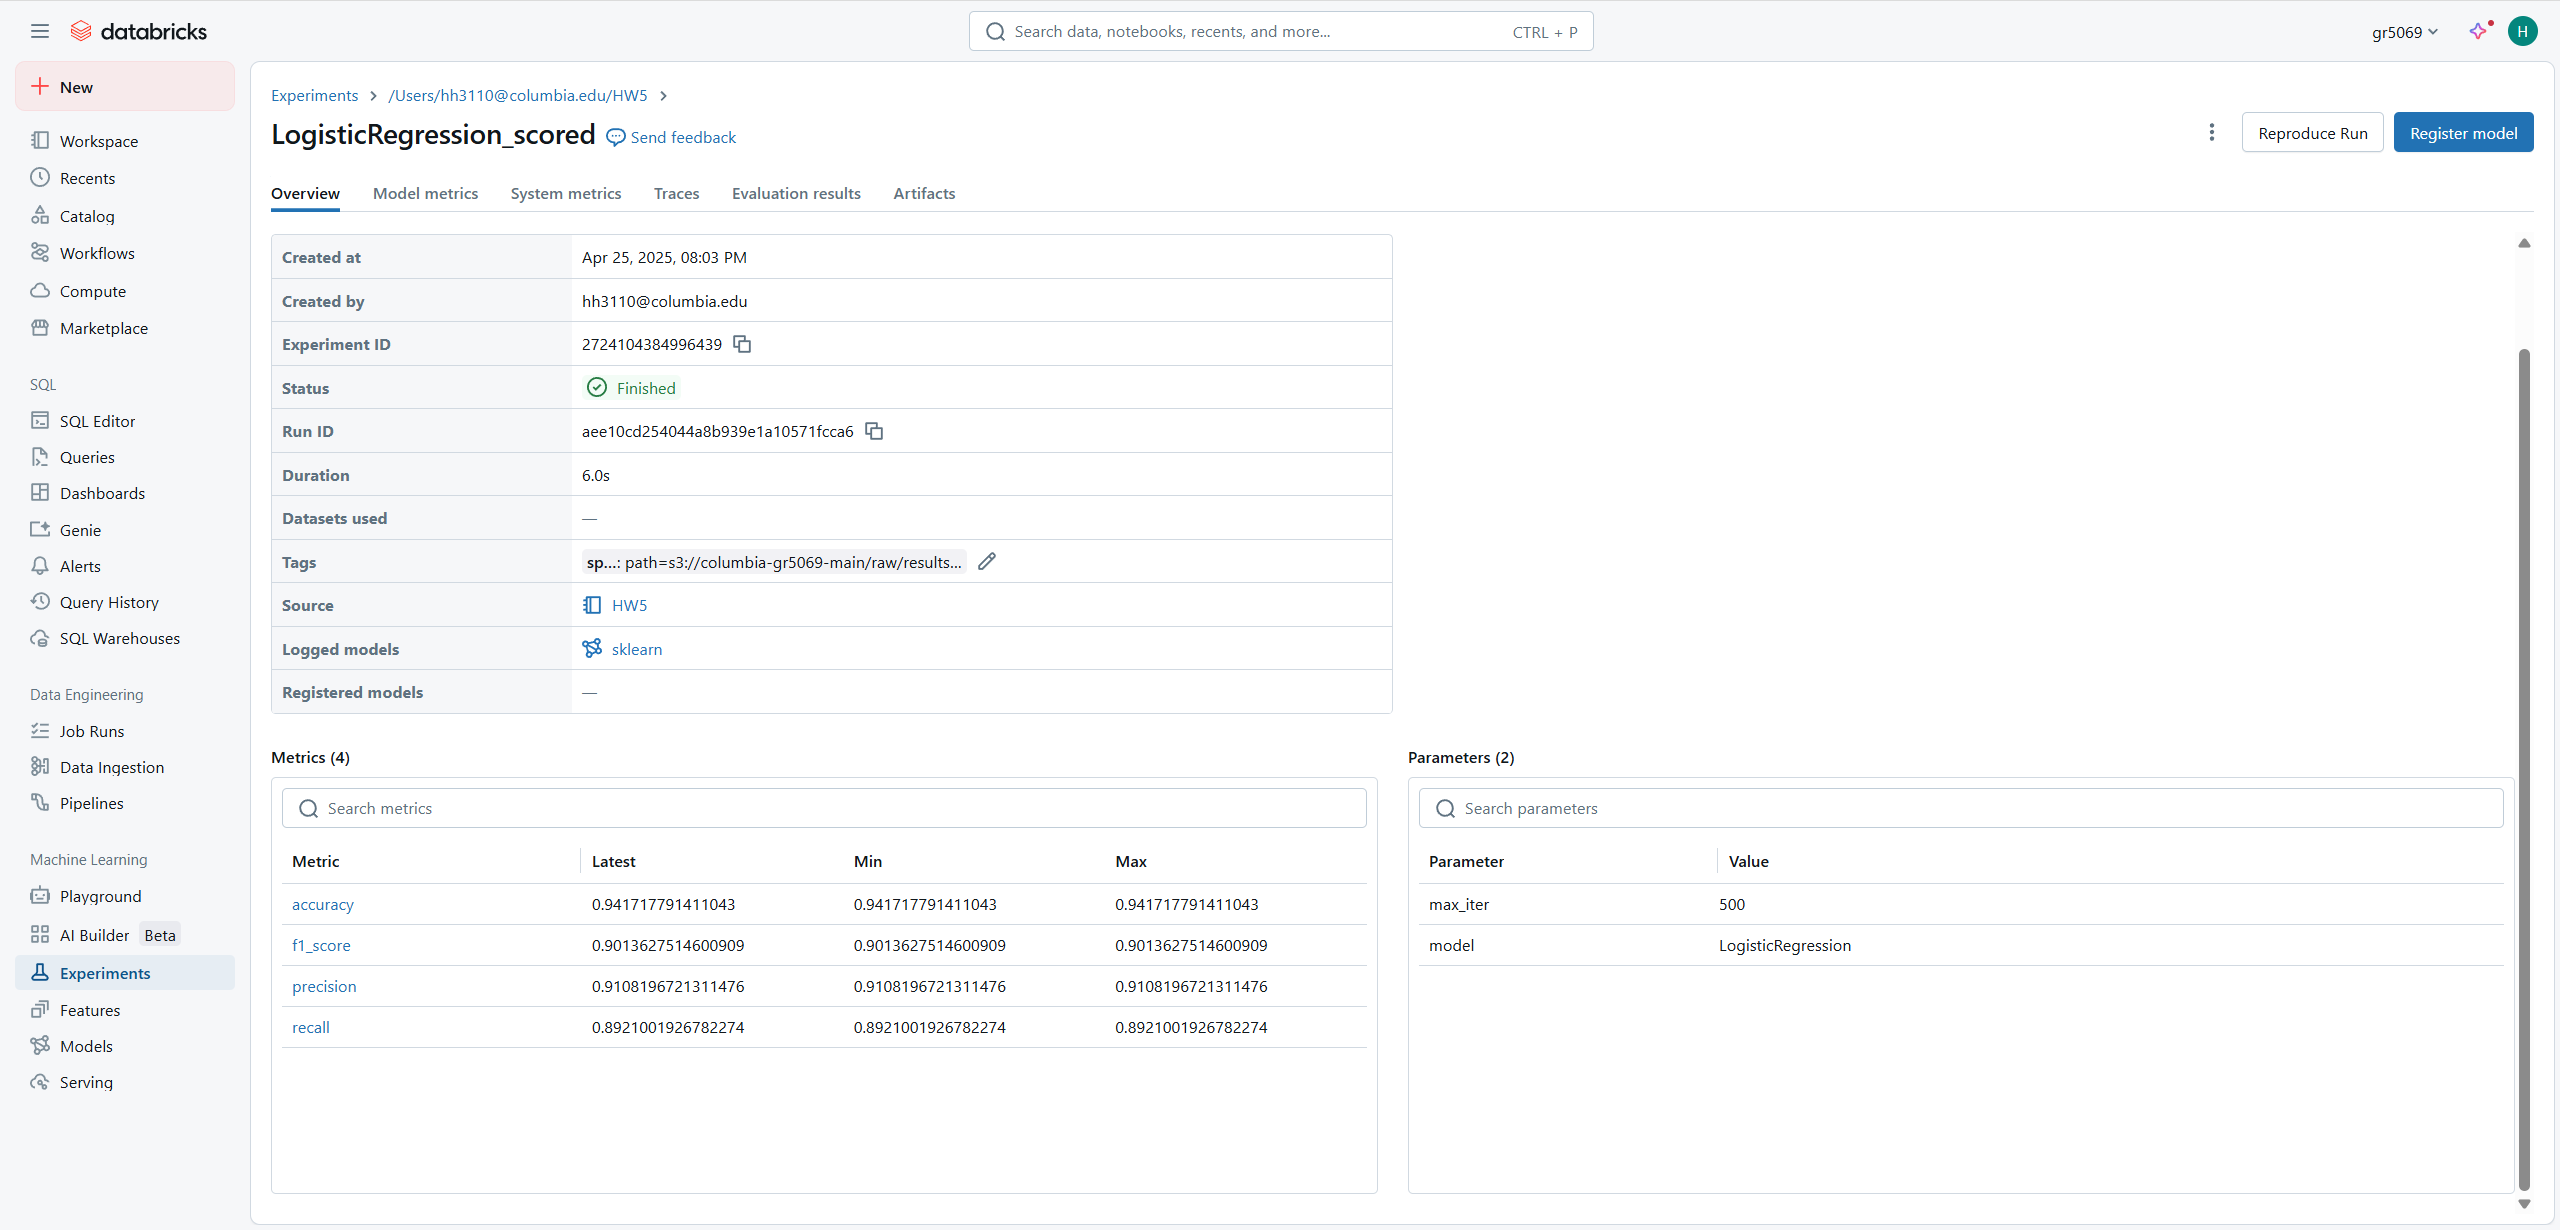 databricks
Search data, notebooks, recents, and more...
CTRL + P
gr5069
H
New
Workspace
Recents
Catalog
Workflows
Compute
Marketplace
SQL
SQL Editor
Queries
Dashboards
Genie
Alerts
Query History
SQL Warehouses
Data Engineering
Job Runs
Data Ingestion
Pipelines
Machine Learning
Playground
AI Builder Beta
Experiments
Features
Models
Serving
Experiments > /Users/hh3110@columbia.edu/HW5 >
LogisticRegression_scored Send feedback
Reproduce Run
Register model
Overview Model metrics System metrics Traces Evaluation results Artifacts
Created at Apr 25, 2025, 08:03 PM
Created by hh3110@columbia.edu
Experiment ID 2724104384996439
Status Finished
Run ID aee10cd254044a8b939e1a10571fcca6
Duration 6.0s
Datasets used —
Tags sp...: path=s3://columbia-gr5069-main/raw/results...
Source HW5
Logged models sklearn
Registered models —
Metrics (4)
Search metrics
Metric Latest Min Max
accuracy 0.941717791411043 0.941717791411043 0.941717791411043
f1_score 0.9013627514600909 0.9013627514600909 0.9013627514600909
precision 0.9108196721311476 0.9108196721311476 0.9108196721311476
recall 0.8921001926782274 0.8921001926782274 0.8921001926782274
Parameters (2)
Search parameters
Parameter Value
max_iter 500
model LogisticRegression